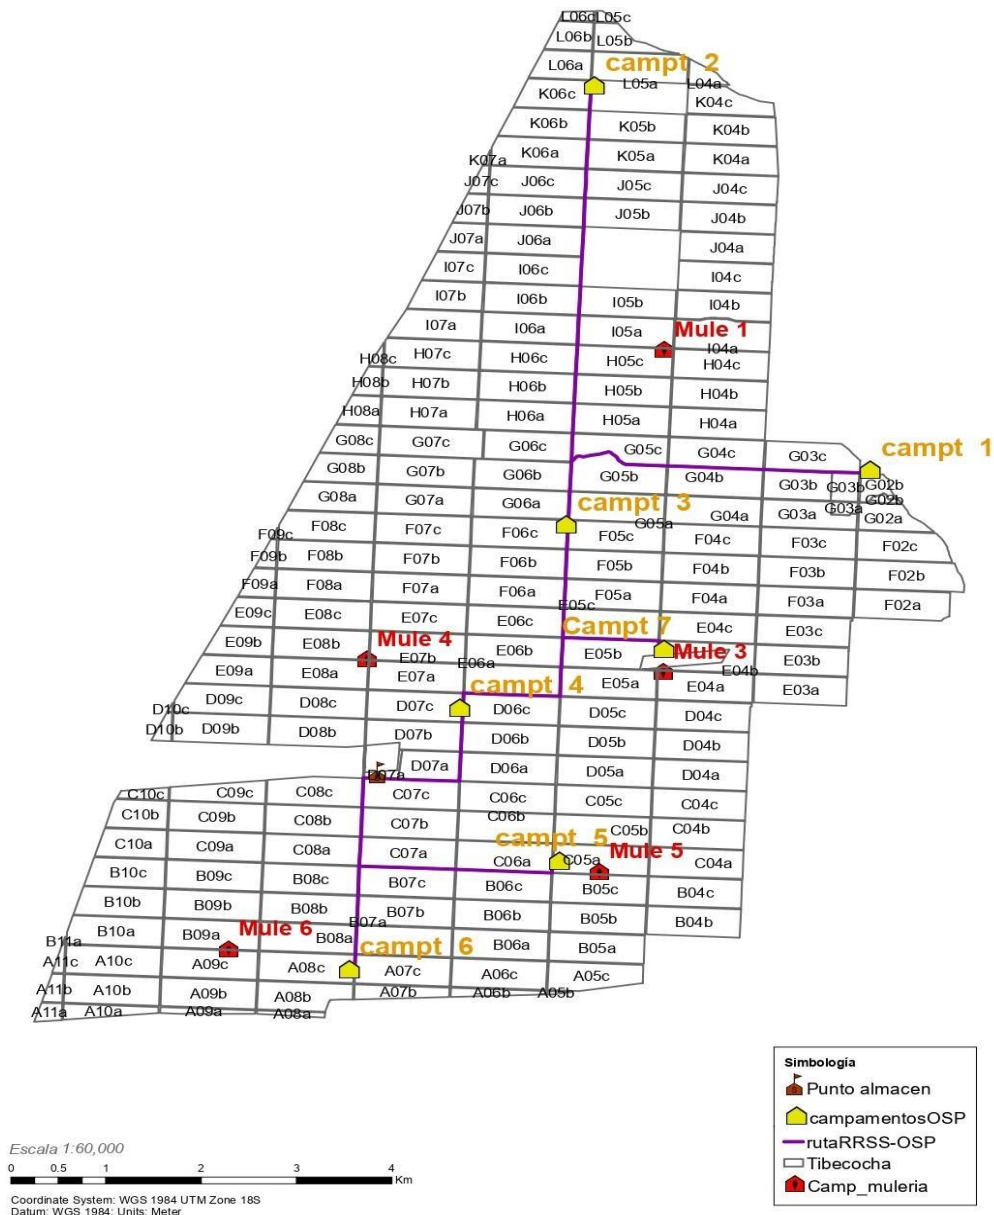 L06c L05c
L06b L05b
L06a campt 2
L05a L04a
K06c K04c
K06b K05b K04b
K07a K06a K05a K04a
J07c J06c J05c J04c
J07b J06b J05b J04b
J07a J06a J04a
I07c I06c I04c
I07b I06b I05b I04b
I07a I06a I05a Mule 1
I04a
H08c H07c H06c H05c H04c
H08b H07b H06b H05b H04b
H08a H07a H06a H05a H04a
G08c G07c G06c G05c G04c G03c campt 1
G08b G07b G06b G05b G04b G03b G03b G02b
G02b
G08a G07a G06a campt 3
G05a G04a G03a G03a G02a
F09c F08c F07c F06c F05c F04c F03c F02c
F09b F08b F07b F06b F05b F04b F03b F02b
F09a F08a F07a F06a F05a F04a F03a F02a
E05c
E09c E08c E07c E06c Campt 7 E04c E03c
E09b E08b Mule 4 E06b E05b Mule 3
E07b E06a E04b E03b
E09a E08a E07a campt 4 E05a E04a E03a
D10c D09c D08c D07c D06c D05c D04c
D10b D09b D08b D07b D06b D05b D04b
D07a D07a D06a D05a D04a
C10c C09c C08c C07c C06c C05c C04c
C10b C09b C08b C07b C06b C05b C04b
campt 5
C10a C09a C08a C07a C06a C05a Mule 5 C04a
B10c B09c B08c B07c B06c B05c B04c
B10b B09b B08b B07b B06b B05b B04b
B07a
B11a B10a B09a Mule 6 B08a campt 6 B06a B05a
A11c A10c A09c A08c A07c A06c A05c
A11b A10b A09b A08b A07b A06b A05b
A11a A10a A09a A08a
Simbología
Punto almacen
campamentosOSP
rutaRRSS-OSP
Tibecocha
Camp_muleria
Escala 1:60,000
0 0.5 1 2 3 4
Km
Coordinate System: WGS 1984 UTM Zone 18S
Datum: WGS 1984; Units: Meter